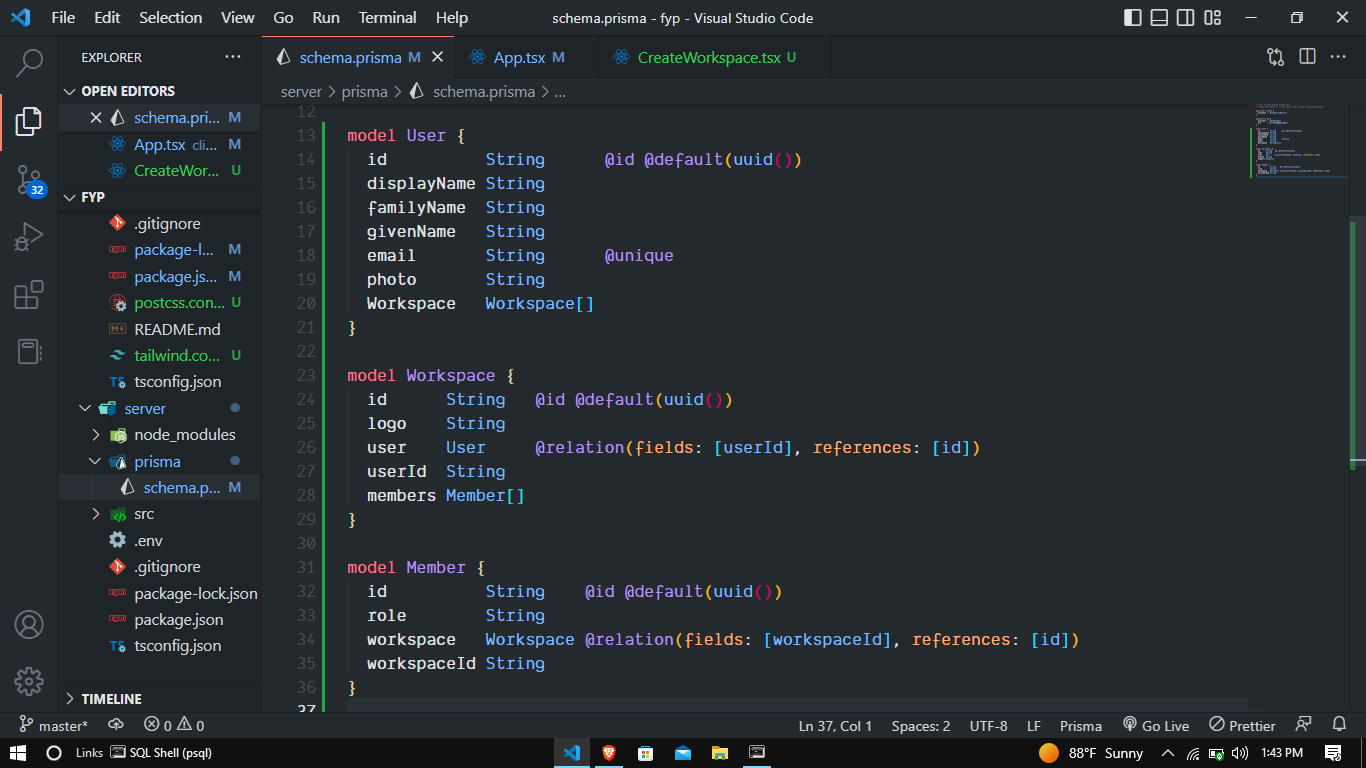 File Edit Selection View Go Run Terminal Help
schema.prisma - fyp - Visual Studio Code
EXPLORER
OPEN EDITORS
schema.pri... M
App.tsx cli... M
CreateWor... U
FYP
.gitignore
package-l... M
package.js... M
postcss.con... U
README.md
tailwind.co... U
tsconfig.json
server
node_modules
prisma
schema.p... M
src
.env
.gitignore
package-lock.json
package.json
tsconfig.json
TIMELINE
32
schema.prisma M
App.tsx M
CreateWorkspace.tsx U
server > prisma > schema.prisma > ...
12
13 model User {
14 id String @id @default(uuid())
15 displayName String
16 familyName String
17 givenName String
18 email String @unique
19 photo String
20 Workspace Workspace[]
21 }
22
23 model Workspace {
24 id String @id @default(uuid())
25 logo String
26 user User @relation(fields: [userId], references: [id])
27 userId String
28 members Member[]
29 }
30
31 model Member {
32 id String @id @default(uuid())
33 role String
34 workspace Workspace @relation(fields: [workspaceId], references: [id])
35 workspaceId String
36 }
37
master* 0 0
Ln 37, Col 1 Spaces: 2 UTF-8 LF Prisma Go Live Prettier
Links SQL Shell (psql)
88°F Sunny 1:43 PM